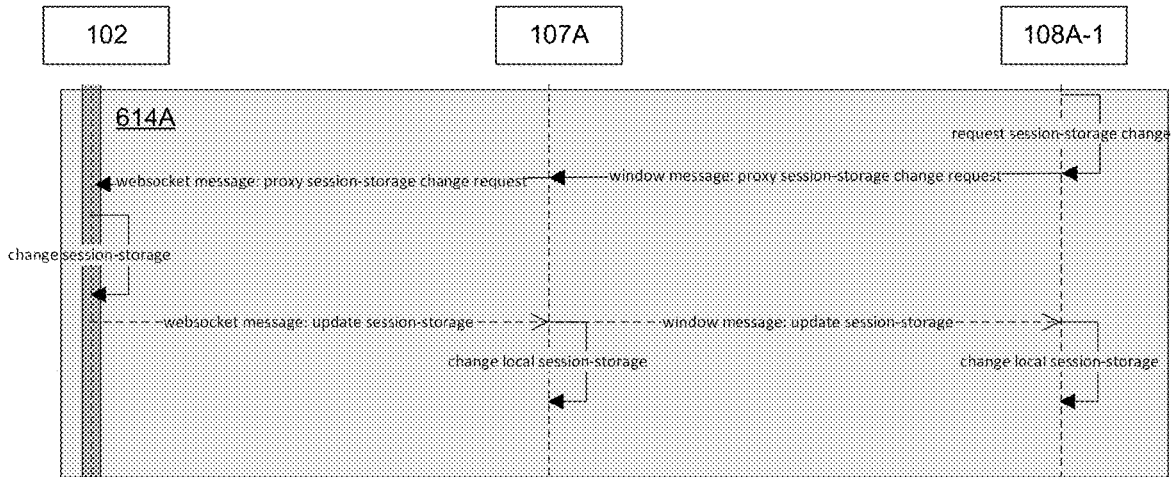 102
107A
108A-1
614A
request session-storage change
websocket message: proxy session-storage change request
window message: proxy session-storage change request
change session-storage
websocket message: update session-storage
window message: update session-storage
change local session-storage
change local session-storage